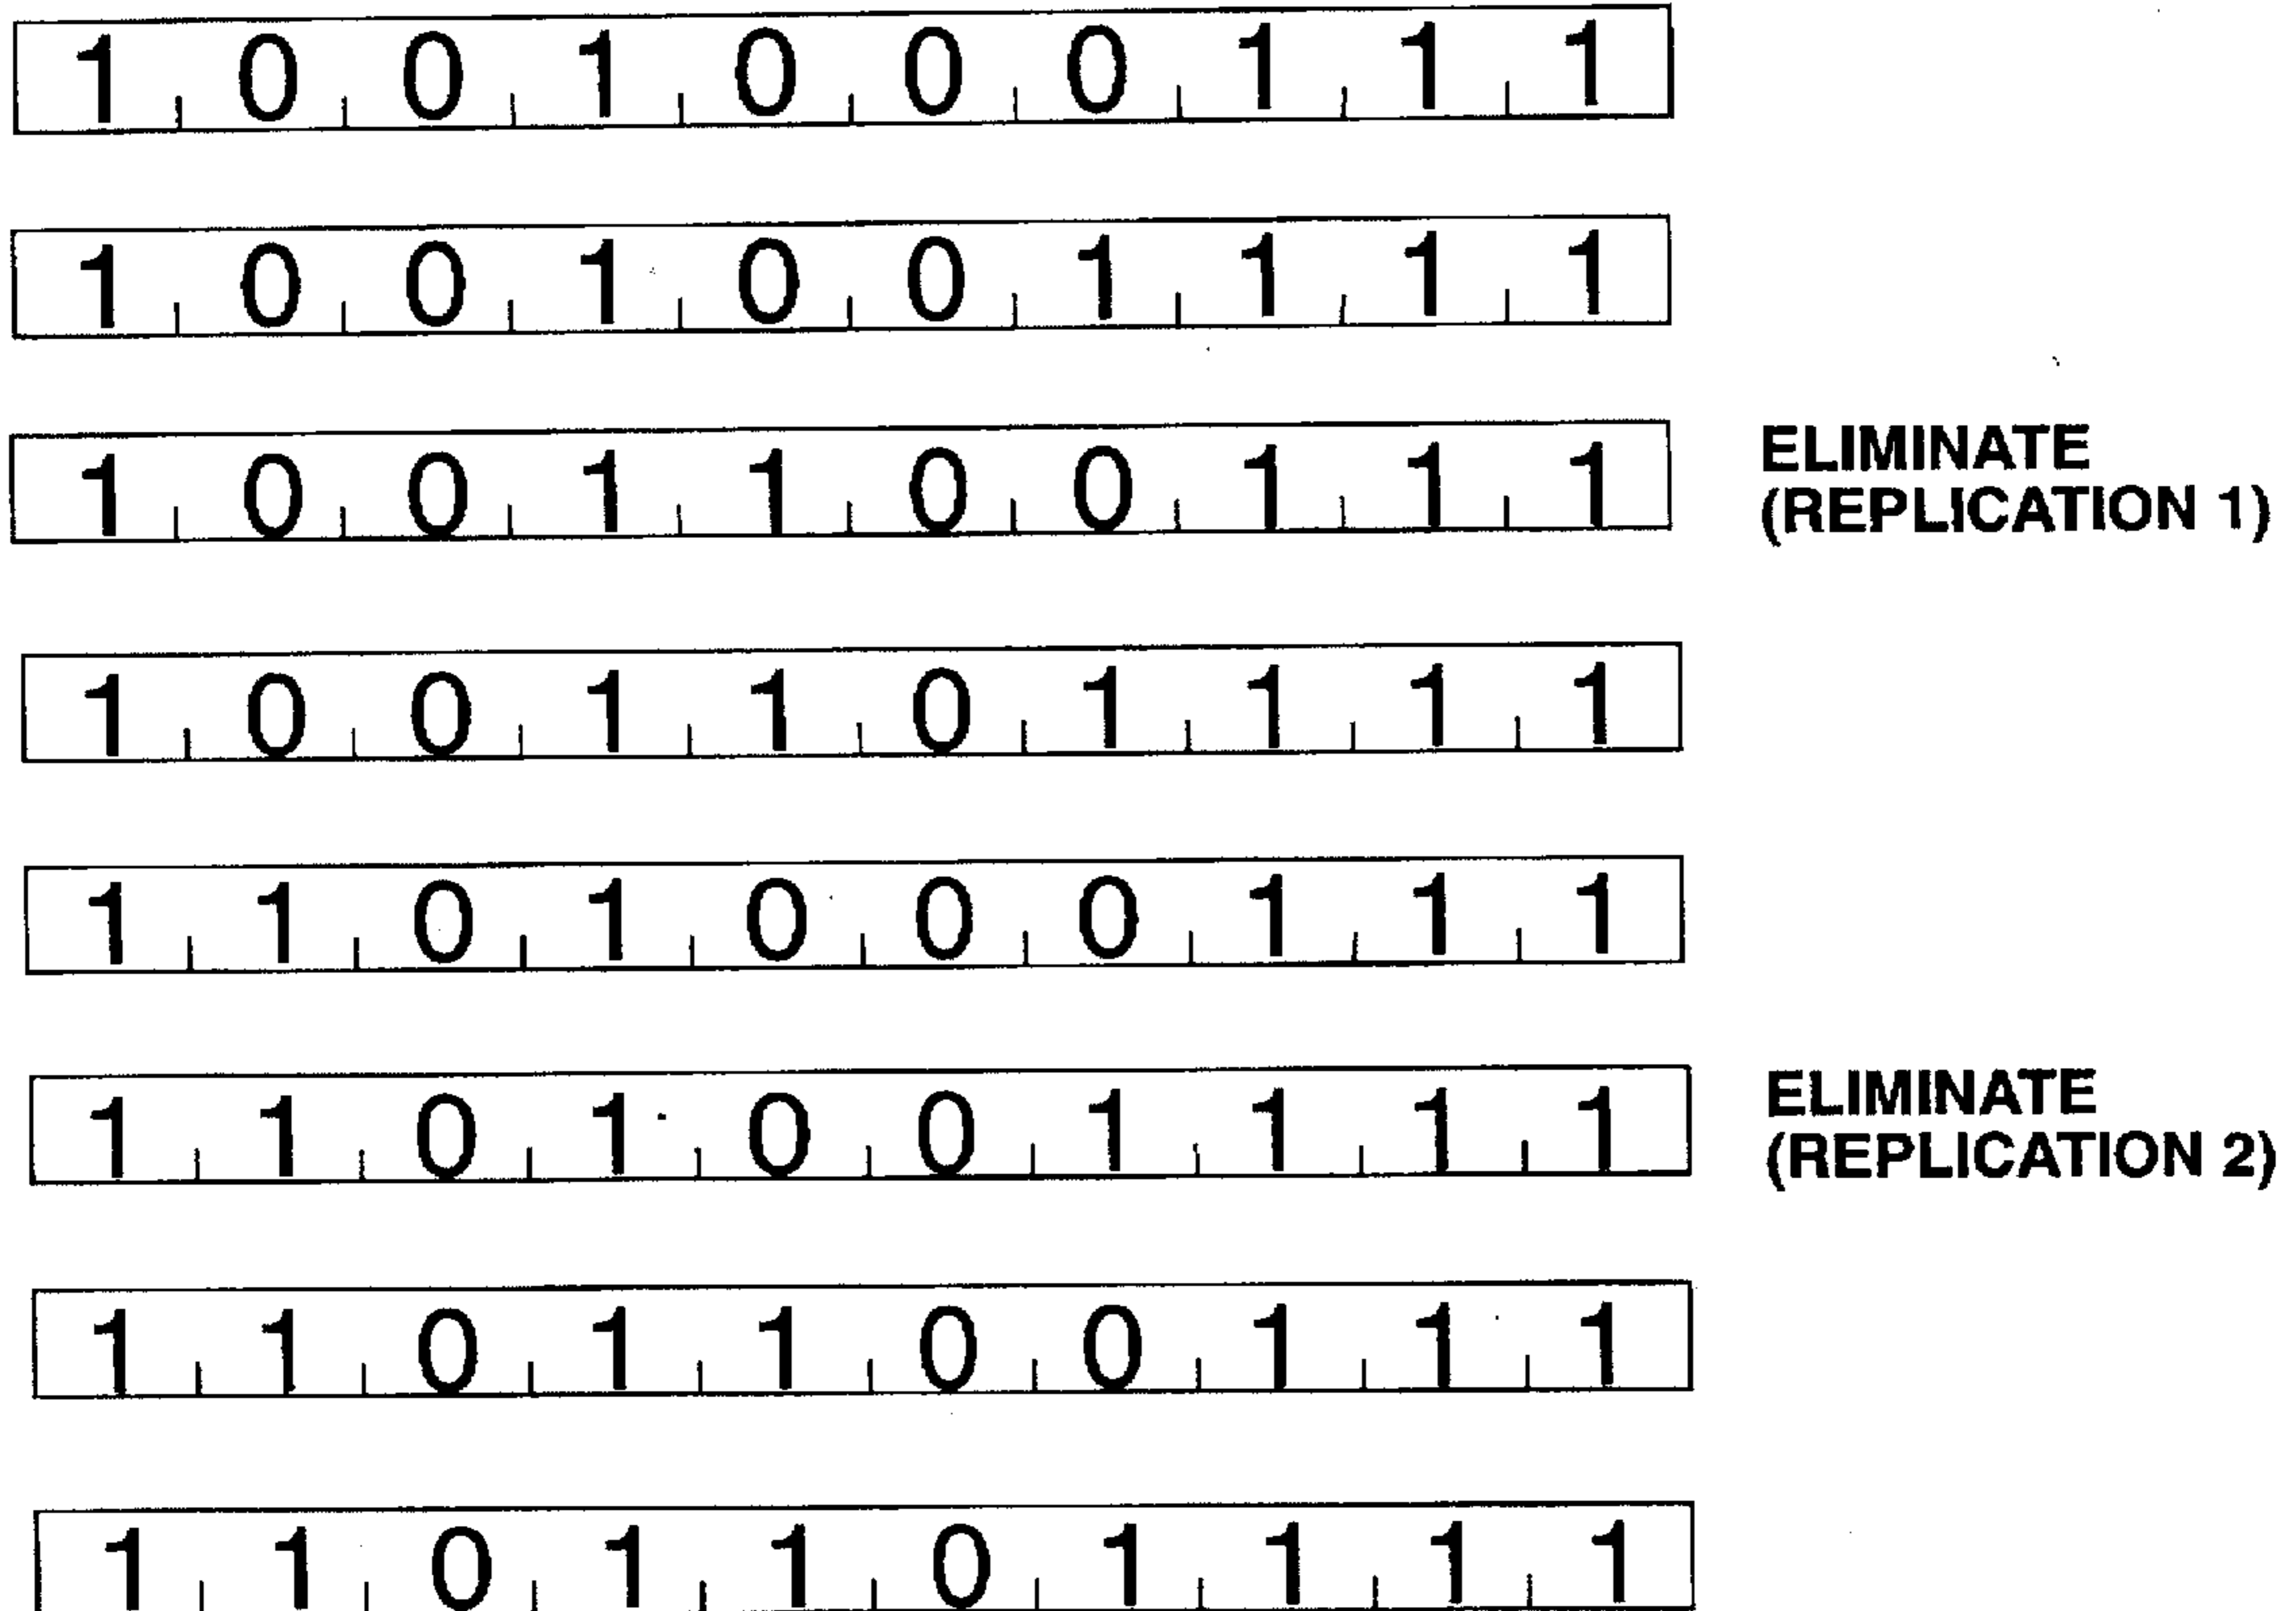 1 0 0 1 0 0 0 1 1 1
1 0 0 1 0 0 1 1 1 1
1 0 0 1 1 0 0 1 1 1
ELIMINATE
(REPLICATION 1)
1 0 0 1 1 0 1 1 1 1
1 1 0 1 0 0 0 1 1 1
1 1 0 1 0 0 1 1 1 1
ELIMINATE
(REPLICATION 2)
1 1 0 1 1 0 0 1 1 1
1 1 0 1 1 0 1 1 1 1